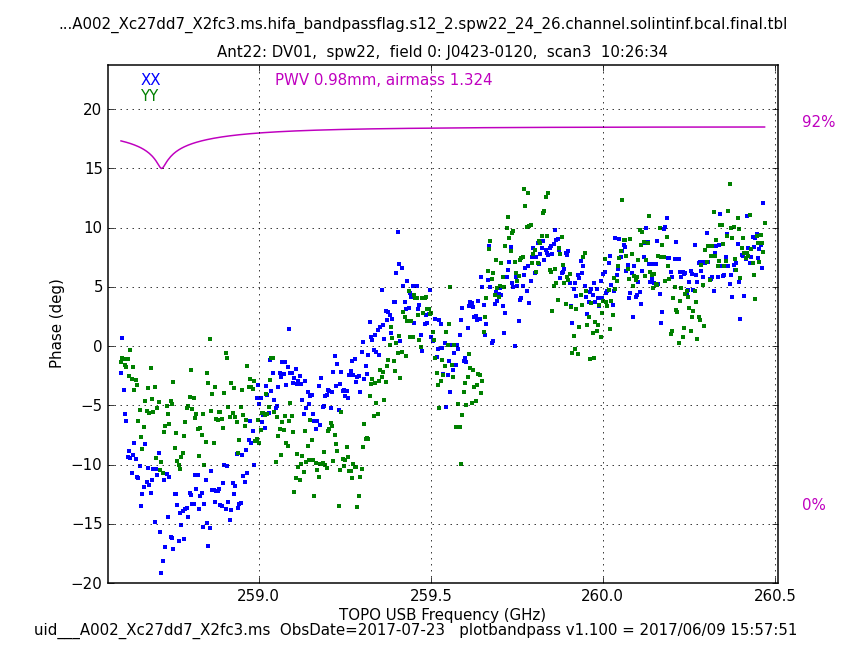 ...A002_Xc27dd7_X2fc3.ms.hifa_bandpassflag.s12_2.spw22_24_26.channel.solintinf.bcal.final.tbl
Ant22: DV01,  spw22,  field 0: J0423-0120,  scan3  10:26:34
XX
PWV 0.98mm, airmass 1.324
YY
92%
0%
20
15
10
5
0
−5
−10
−15
−20
Phase (deg)
259.0 259.5 260.0 260.5
TOPO USB Frequency (GHz)
uid___A002_Xc27dd7_X2fc3.ms  ObsDate=2017-07-23   plotbandpass v1.100 = 2017/06/09 15:57:51